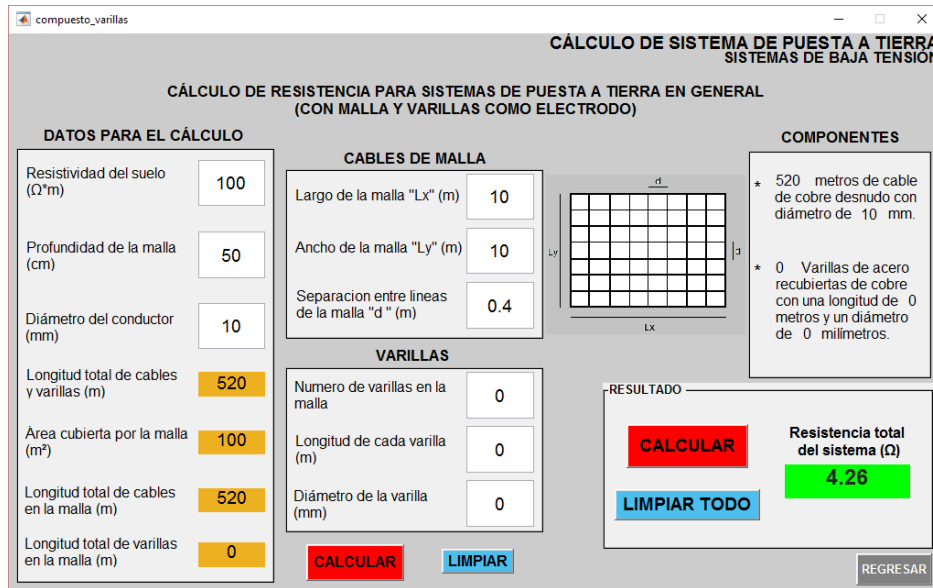 compuesto_varillas
CÁLCULO DE SISTEMA DE PUESTA A TIERRA
SISTEMAS DE BAJA TENSIÓN
CÁLCULO DE RESISTENCIA PARA SISTEMAS DE PUESTA A TIERRA EN GENERAL
(CON MALLA Y VARILLAS COMO ELECTRODO)
DATOS PARA EL CÁLCULO
Resistividad del suelo
(Ω*m)
100
Profundidad de la malla
(cm)
50
Diámetro del conductor
(mm)
10
Longitud total de cables
y varillas (m)
520
Área cubierta por la malla
(m²)
100
Longitud total de cables
en la malla (m)
520
Longitud total de varillas
en la malla (m)
0
CABLES DE MALLA
Largo de la malla "Lx" (m)
10
Ancho de la malla "Ly" (m)
10
Separacion entre lineas
de la malla "d " (m)
0.4
VARILLAS
Numero de varillas en la
malla
0
Longitud de cada varilla
(m)
0
Diámetro de la varilla
(mm)
0
CALCULAR
LIMPIAR
d
Ly
d
Lx
COMPONENTES
* 520 metros de cable
de cobre desnudo con
diámetro de 10 mm.
* 0 Varillas de acero
recubiertas de cobre
con una longitud de 0
metros y un diámetro
de 0 milímetros.
RESULTADO
CALCULAR
LIMPIAR TODO
Resistencia total
del sistema (Ω)
4.26
REGRESAR